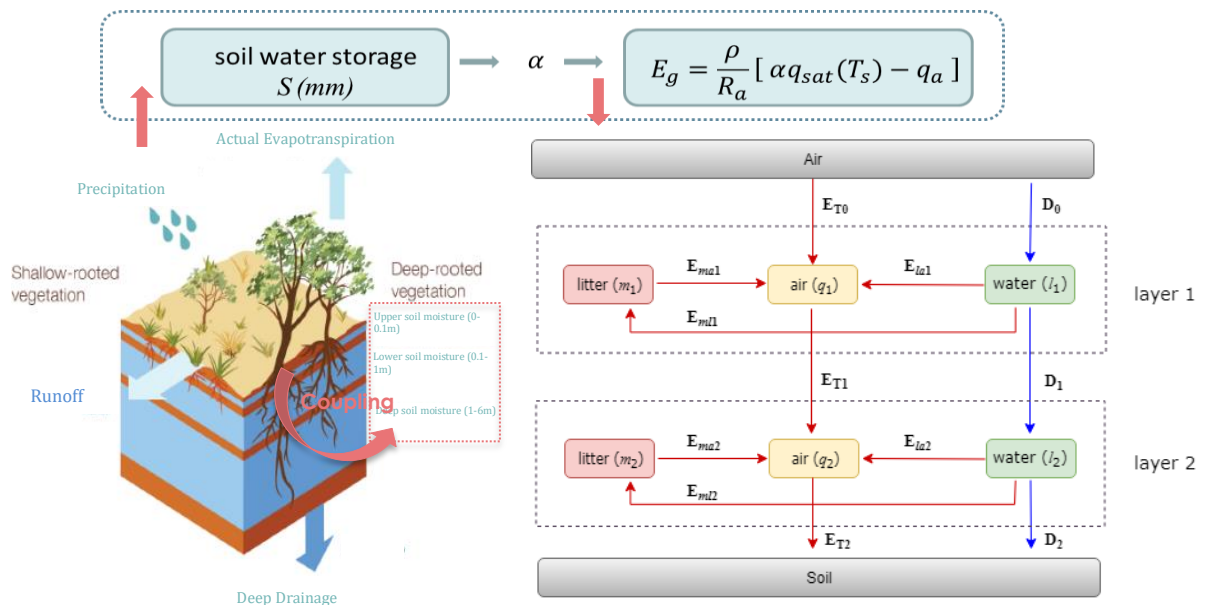 soil water storage
S (mm)
α
E_g = ρ/R_a [ αq_sat(T_s) − q_a ]
Actual Evapotranspiration
Precipitation
Shallow-rooted
vegetation
Deep-rooted
vegetation
Upper soil moisture (0-
0.1m)
Lower soil moisture (0.1-
1m)
Coupling
Deep soil moisture (1-6m)
Runoff
Deep Drainage
Air
E_T0
D_0
litter (m_1)
E_ma1
air (q_1)
E_la1
water (l_1)
layer 1
E_ml1
E_T1
D_1
litter (m_2)
E_ma2
air (q_2)
E_la2
water (l_2)
layer 2
E_ml2
E_T2
D_2
Soil